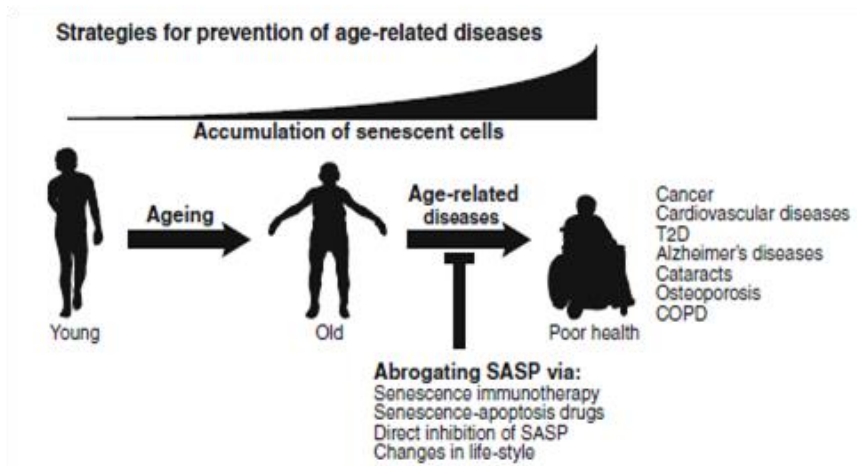 Strategies for prevention of age-related diseases
Accumulation of senescent cells
Ageing
Age-related
diseases
Young
Old
Poor health
Cancer
Cardiovascular diseases
T2D
Alzheimer's diseases
Cataracts
Osteoporosis
COPD
Abrogating SASP via:
Senescence immunotherapy
Senescence-apoptosis drugs
Direct inhibition of SASP
Changes in life-style